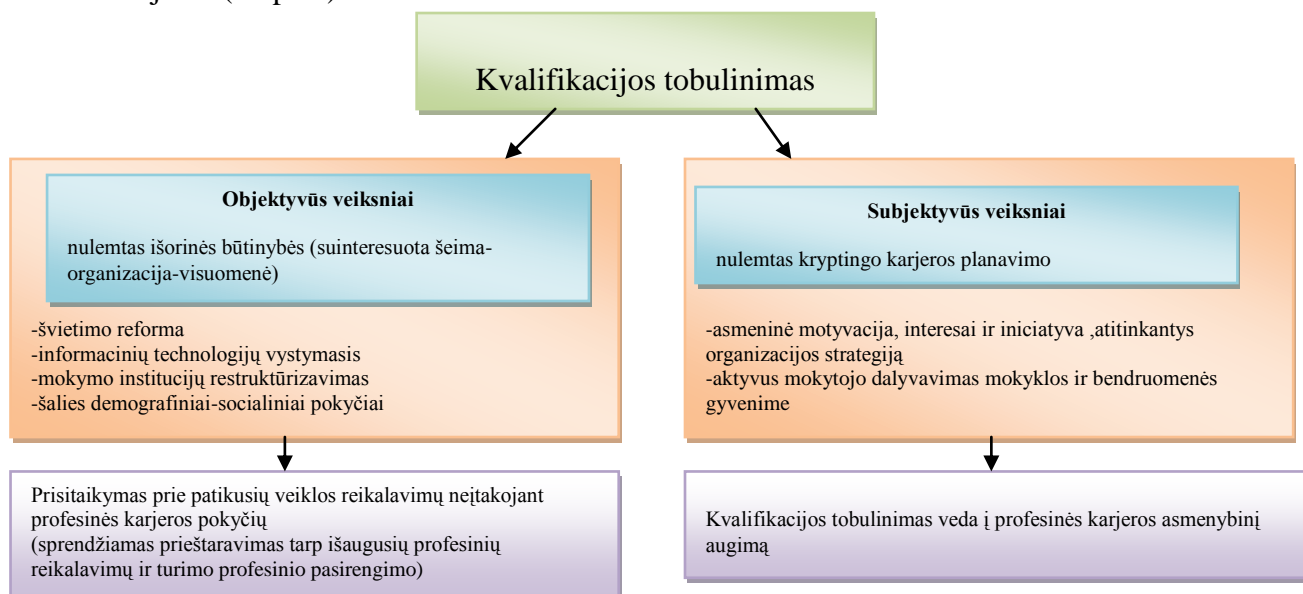 Kvalifikacijos tobulinimas
Objektyvūs veiksniai
nulemtas išorinės būtinybės (suinteresuota šeima-
organizacija-visuomenė)
-švietimo reforma
-informacinių technologijų vystymasis
-mokymo institucijų restruktūrizavimas
-šalies demografiniai-socialiniai pokyčiai
Prisitaikymas prie patikusių veiklos reikalavimų neįtakojant
profesinės karjeros pokyčių
(sprendžiamas prieštaravimas tarp išaugusių profesinių
reikalavimų ir turimo profesinio pasirengimo)
Subjektyvūs veiksniai
nulemtas kryptingo karjeros planavimo
-asmeninė motyvacija, interesai ir iniciatyva ,atitinkantys
organizacijos strategiją
-aktyvus mokytojo dalyvavimas mokyklos ir bendruomenės
gyvenime
Kvalifikacijos tobulinimas veda į profesinės karjeros asmenybinį
augimą